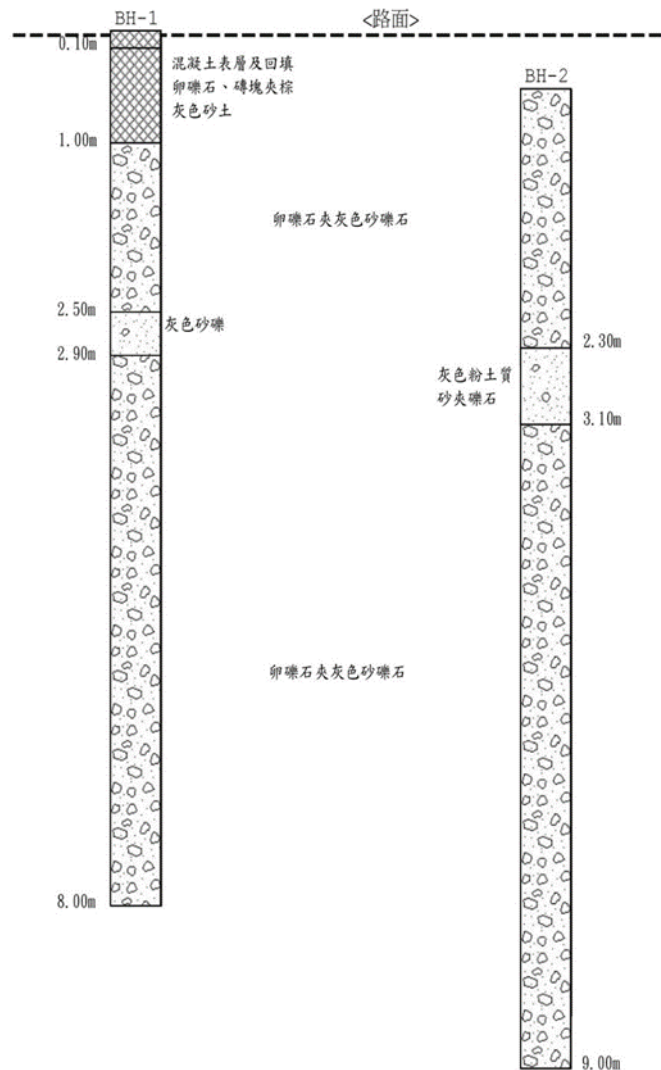 BH-1
<路面>
0.10m
混凝土表層及回填
卵礫石、磚塊夾棕
灰色砂土
BH-2
1.00m
卵礫石夾灰色砂礫石
2.50m
灰色砂礫
2.90m
2.30m
灰色粉土質
砂夾礫石
3.10m
卵礫石夾灰色砂礫石
8.00m
9.00m